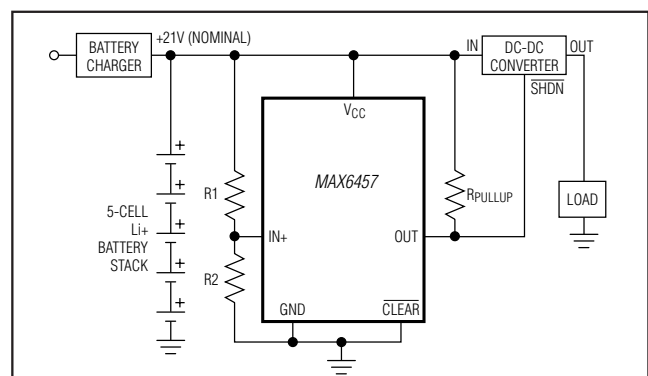 BATTERY
CHARGER
+21V (NOMINAL)
IN
DC-DC
CONVERTER
OUT
SHDN
VCC
MAX6457
R1
RPULLUP
LOAD
5-CELL
Li+
BATTERY
STACK
+
+
+
+
+
IN+
OUT
R2
GND
CLEAR